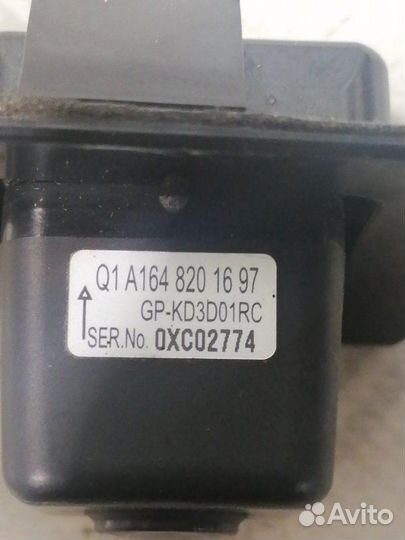 Q1 A164 820 16 97
GP-KD3D01RC
SER.No. 0XC02774
Avito